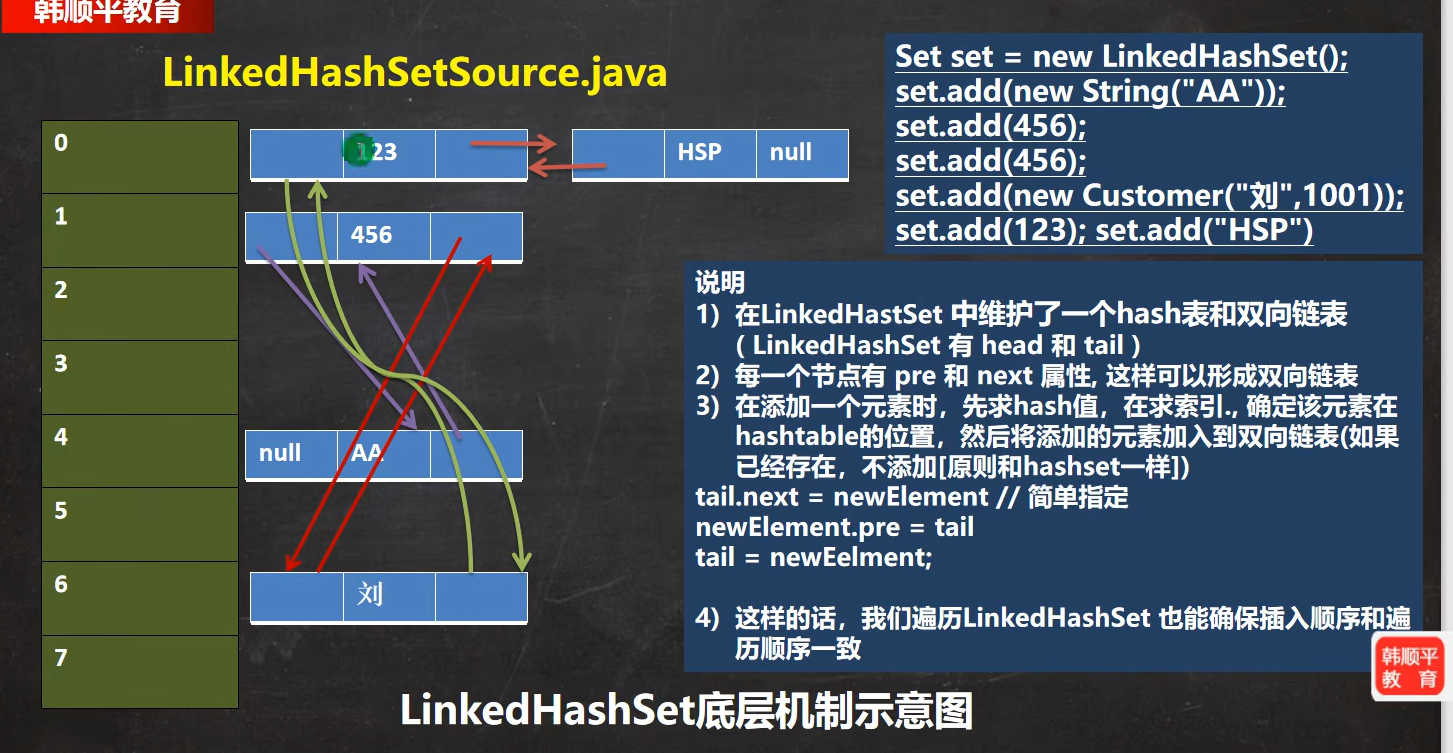 韩顺平教育
LinkedHashSetSource.java
0
1
2
3
4
5
6
7
123
HSP
null
456
null
AA
刘
Set set = new LinkedHashSet();
set.add(new String("AA"));
set.add(456);
set.add(456);
set.add(new Customer("刘",1001));
set.add(123); set.add("HSP")
说明
1) 在LinkedHastSet 中维护了一个hash表和双向链表
( LinkedHashSet 有 head 和 tail )
2) 每一个节点有 pre 和 next 属性, 这样可以形成双向链表
3) 在添加一个元素时，先求hash值，在求索引., 确定该元素在
hashtable的位置，然后将添加的元素加入到双向链表(如果
已经存在，不添加[原则和hashset一样])
tail.next = newElement // 简单指定
newElement.pre = tail
tail = newEelment;
4) 这样的话，我们遍历LinkedHashSet 也能确保插入顺序和遍
历顺序一致
韩顺平
教 育
LinkedHashSet底层机制示意图